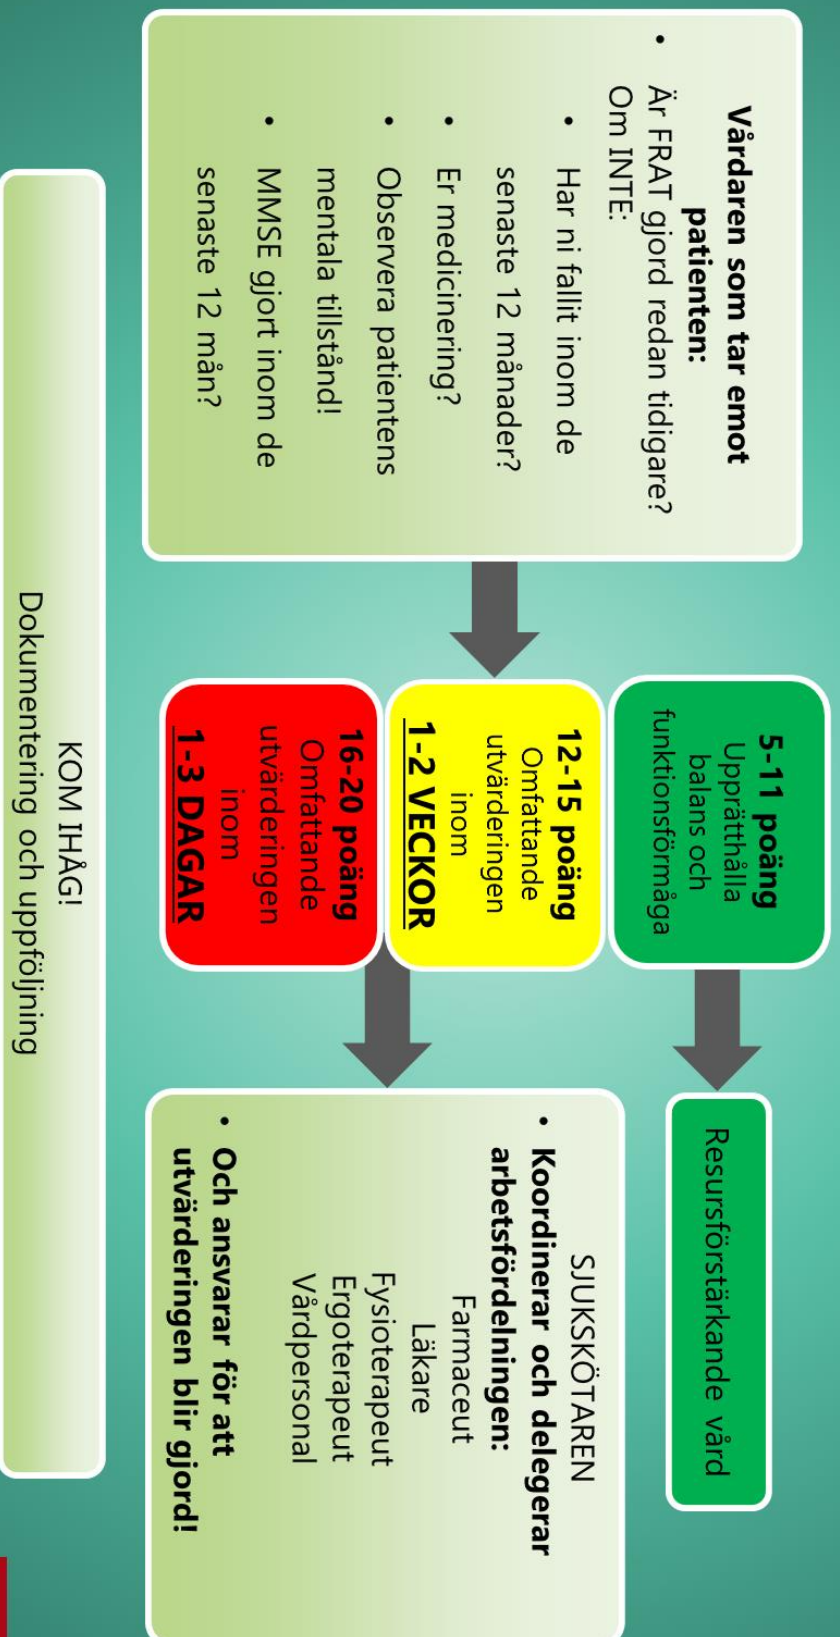 Vårdaren som tar emot
patienten:
• Är FRAT gjord redan tidigare?
Om INTE:
• Har ni fallit inom de
senaste 12 månader?
• Er medicinering?
• Observera patientens
mentala tillstånd!
• MMSE gjort inom de
senaste 12 mån?
5-11 poäng
Upprätthålla
balans och
funktionsförmåga
12-15 poäng
Omfattande
utvärderingen
inom
1-2 VECKOR
16-20 poäng
Omfattande
utvärderingen
inom
1-3 DAGAR
Resursförstärkande vård
SJUKSKÖTAREN
• Koordinerar och delegerar
arbetsfördelningen:
Farmaceut
Läkare
Fysioterapeut
Ergoterapeut
Vårdpersonal
• Och ansvarar för att
utvärderingen blir gjord!
KOM IHÅG!
Dokumentering och uppföljning